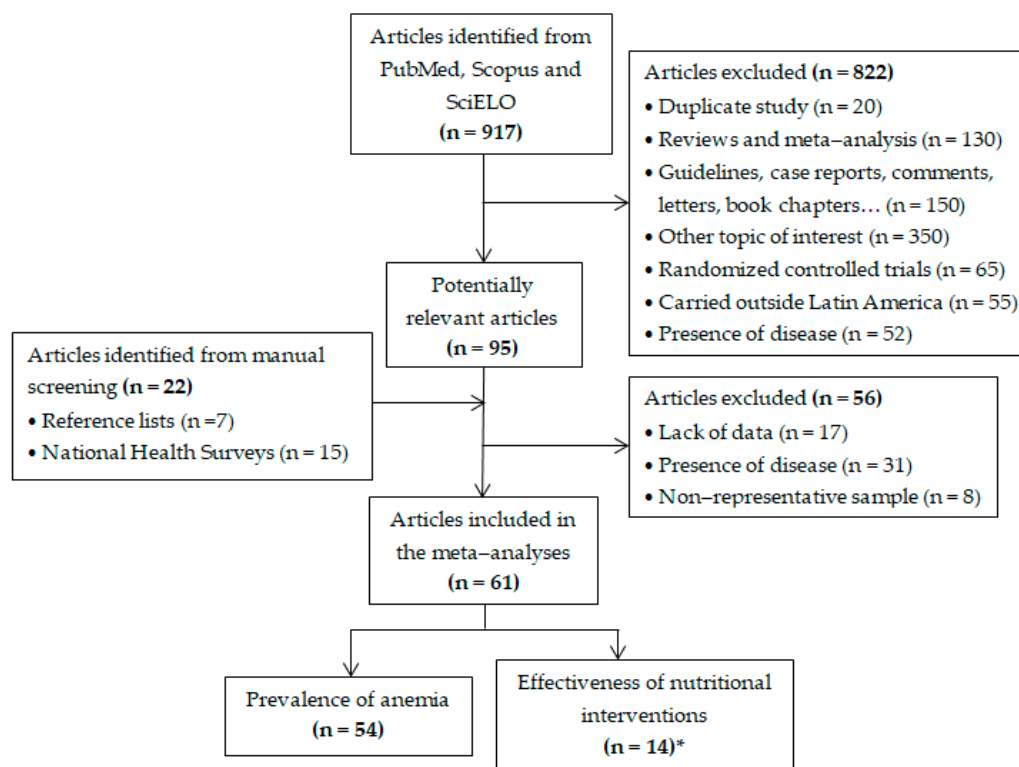 Articles identified from
PubMed, Scopus and
SciELO
(n = 917)
Articles excluded (n = 822)
• Duplicate study (n = 20)
• Reviews and meta–analysis (n = 130)
• Guidelines, case reports, comments,
letters, book chapters… (n = 150)
• Other topic of interest (n = 350)
• Randomized controlled trials (n = 65)
• Carried outside Latin America (n = 55)
• Presence of disease (n = 52)
Potentially
relevant articles
(n = 95)
Articles identified from manual
screening (n = 22)
• Reference lists (n =7)
• National Health Surveys (n = 15)
Articles excluded (n = 56)
• Lack of data (n = 17)
• Presence of disease (n = 31)
• Non–representative sample (n = 8)
Articles included in
the meta–analyses
(n = 61)
Prevalence of anemia
(n = 54)
Effectiveness of nutritional
interventions
(n = 14)*